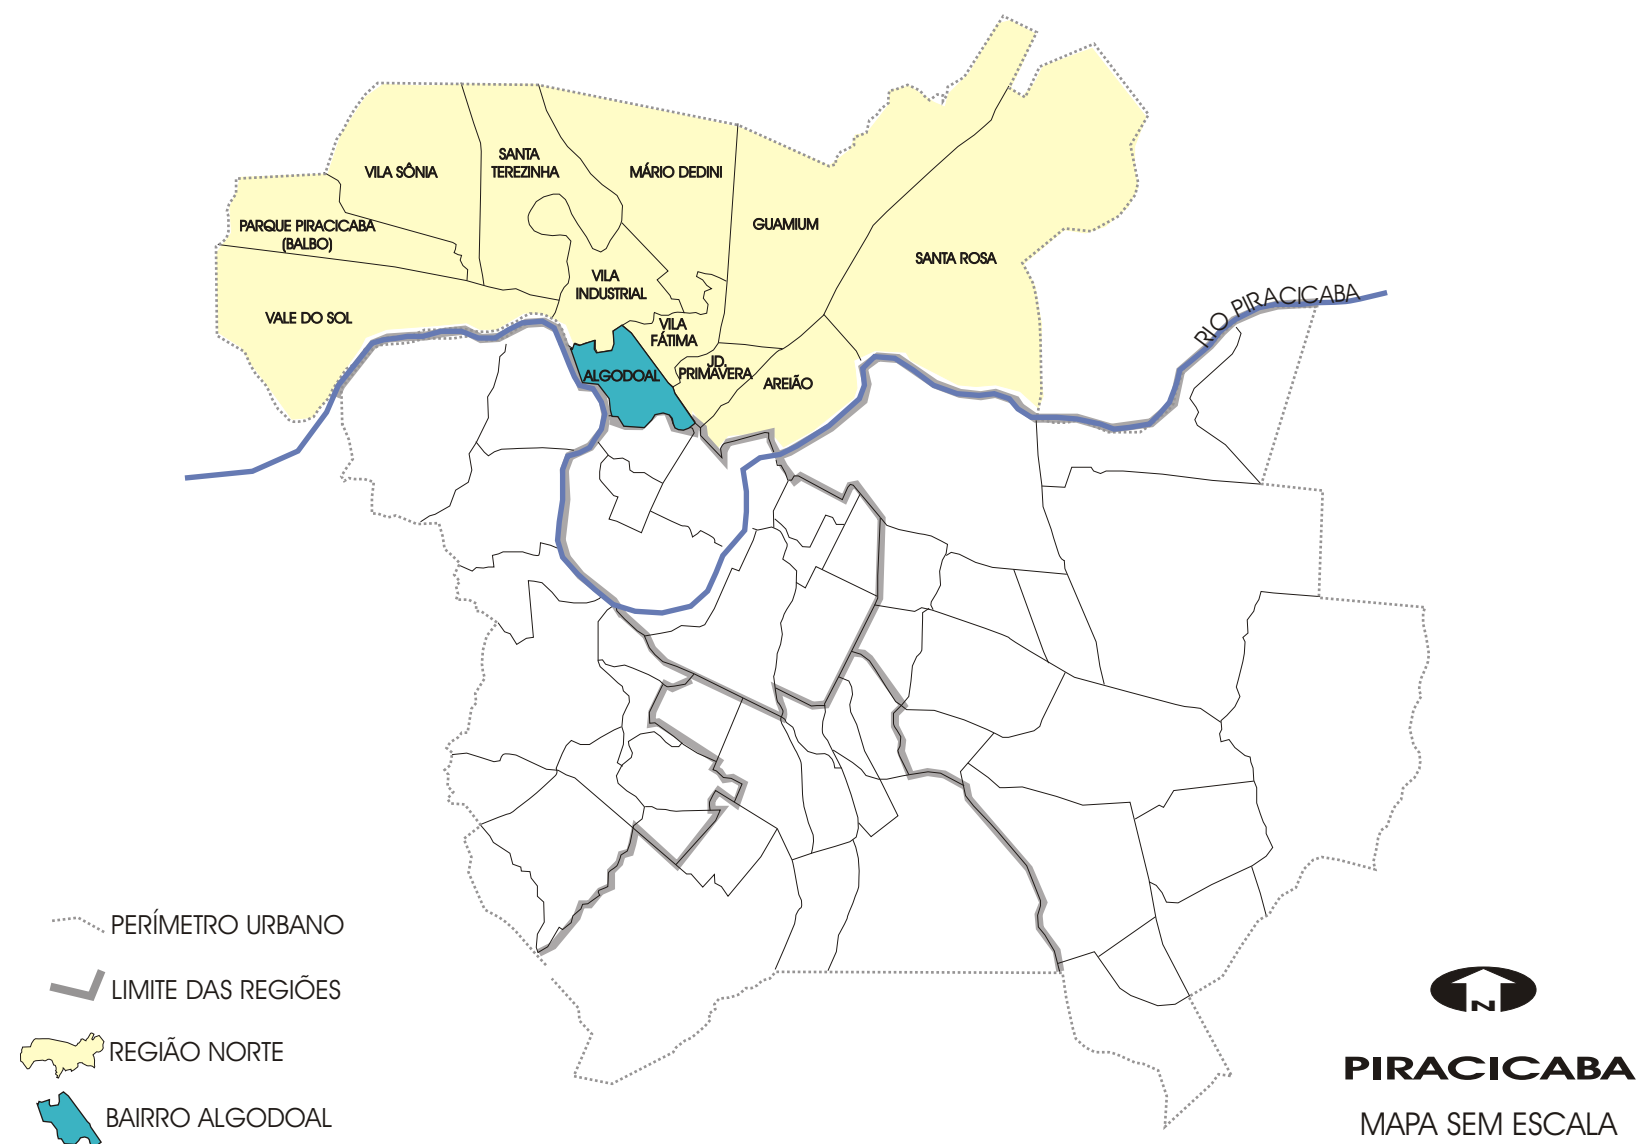 SANTA
TEREZINHA
VILA SÔNIA
MÁRIO DEDINI
PARQUE PIRACICABA
(BALBO)
GUAMIUM
SANTA ROSA
VILA
INDUSTRIAL
VALE DO SOL
RIO PIRACICABA
VILA
FÁTIMA
JD.
PRIMAVERA
ALGODOAL
AREIÃO
PERÍMETRO URBANO
LIMITE DAS REGIÕES
REGIÃO NORTE
BAIRRO ALGODOAL
N
PIRACICABA
MAPA SEM ESCALA